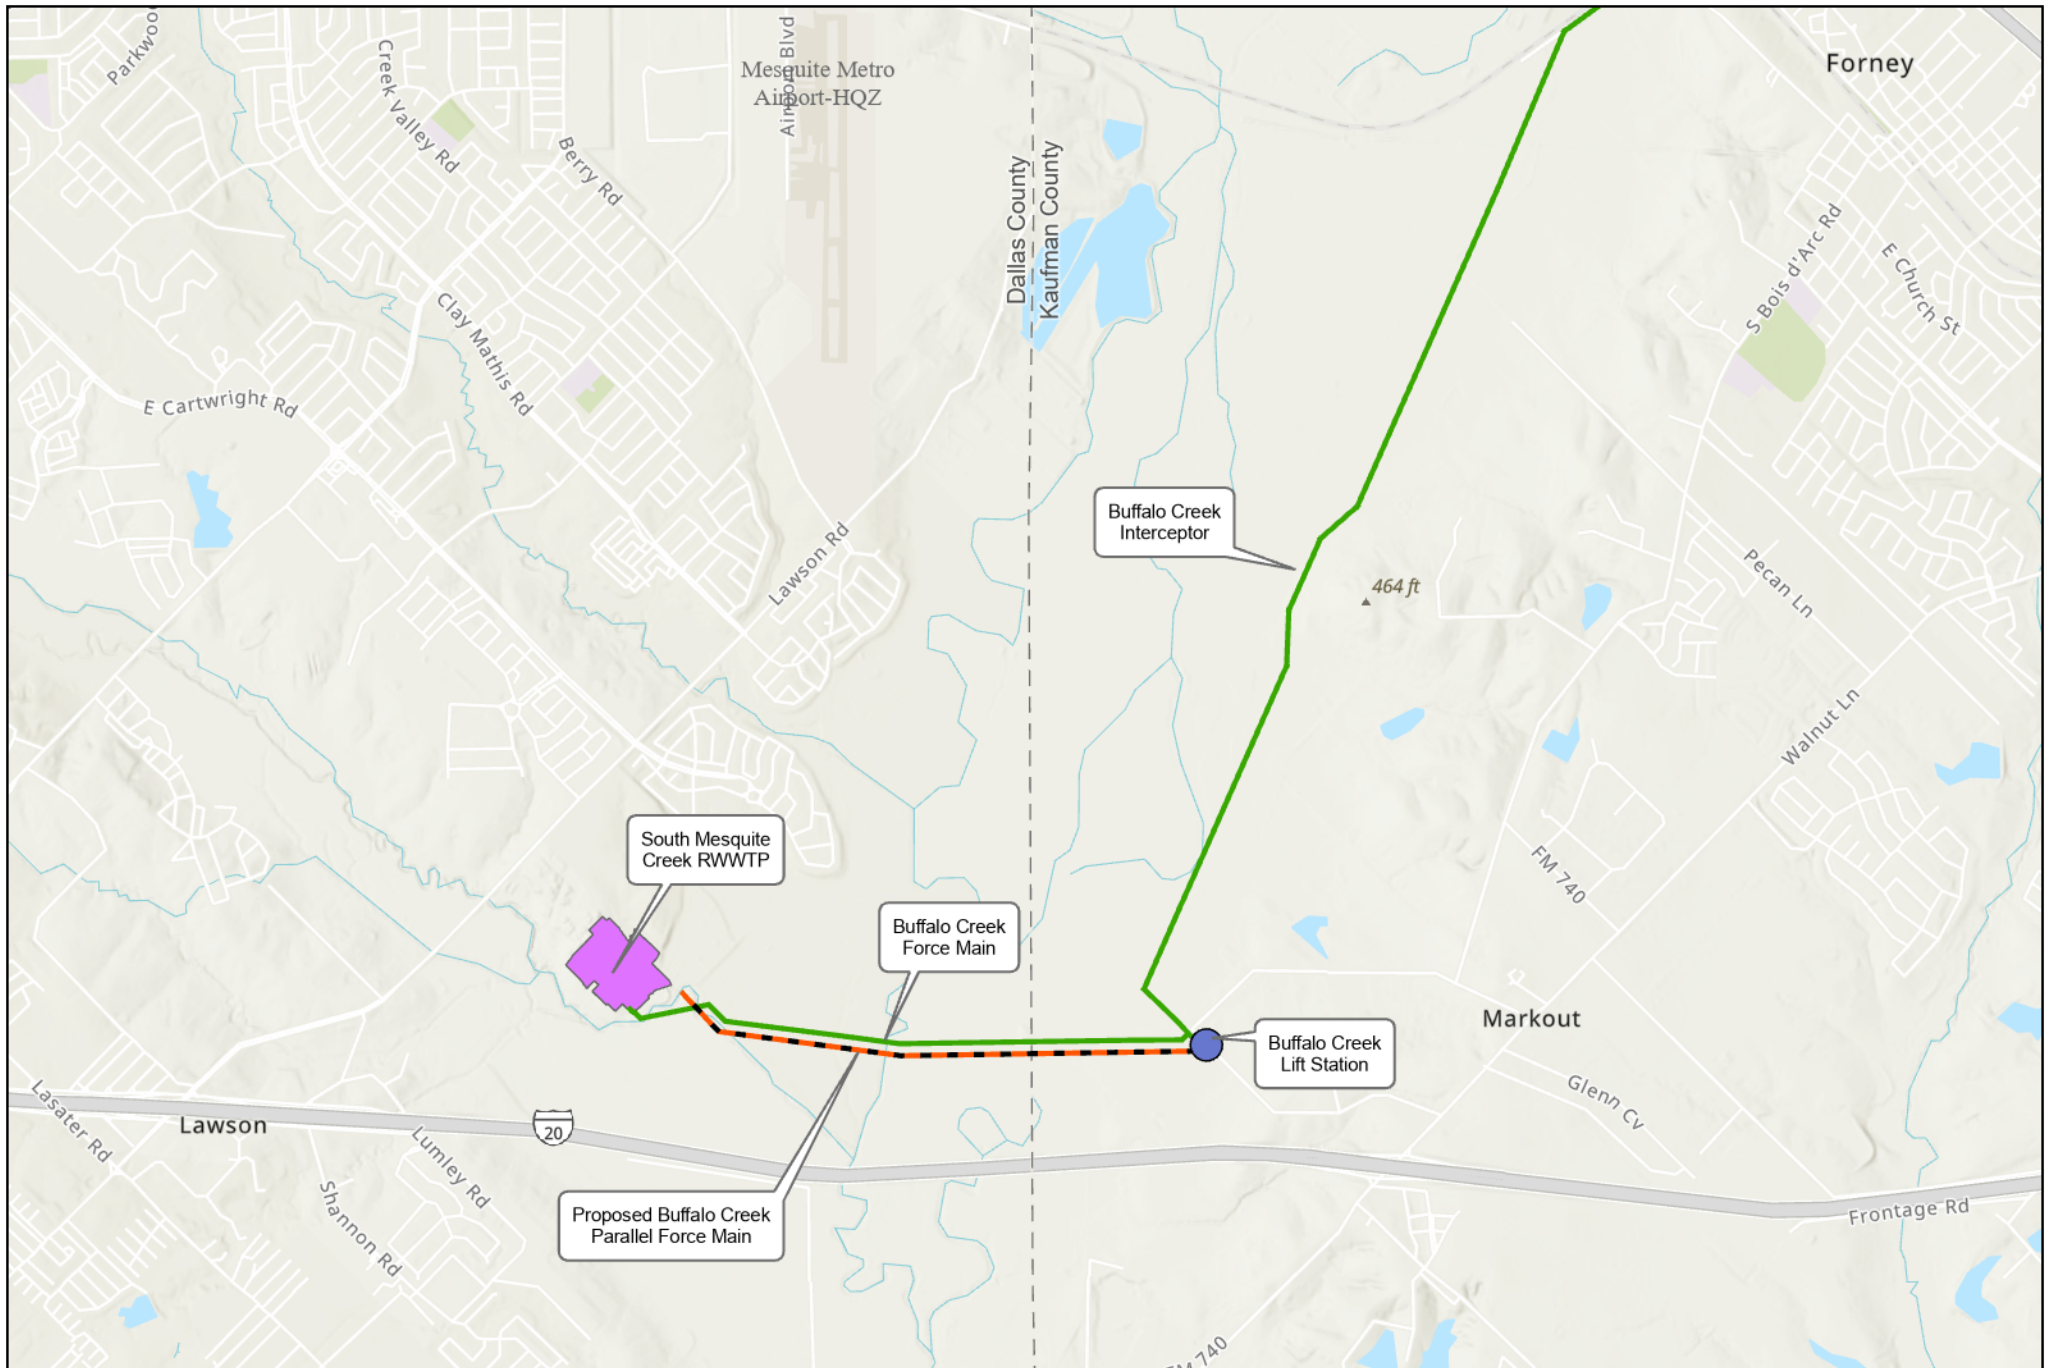 Parkwoo
Creek Valley Rd
Airport Blvd
Mesquite Metro
Airport-HQZ
Forney
Berry Rd
Dallas County
Kaufman County
S Bois d'Arc Rd
E Church St
Clay Mathis Rd
E Cartwright Rd
Buffalo Creek
Interceptor
Lawson Rd
464 ft
Pecan Ln
Walnut Ln
South Mesquite
Creek RWWTP
FM 740
Buffalo Creek
Force Main
Markout
Buffalo Creek
Lift Station
Glenn Cv
Lasater Rd
Lawson
20
Lumley Rd
Shannon Rd
Proposed Buffalo Creek
Parallel Force Main
Frontage Rd
FM 740